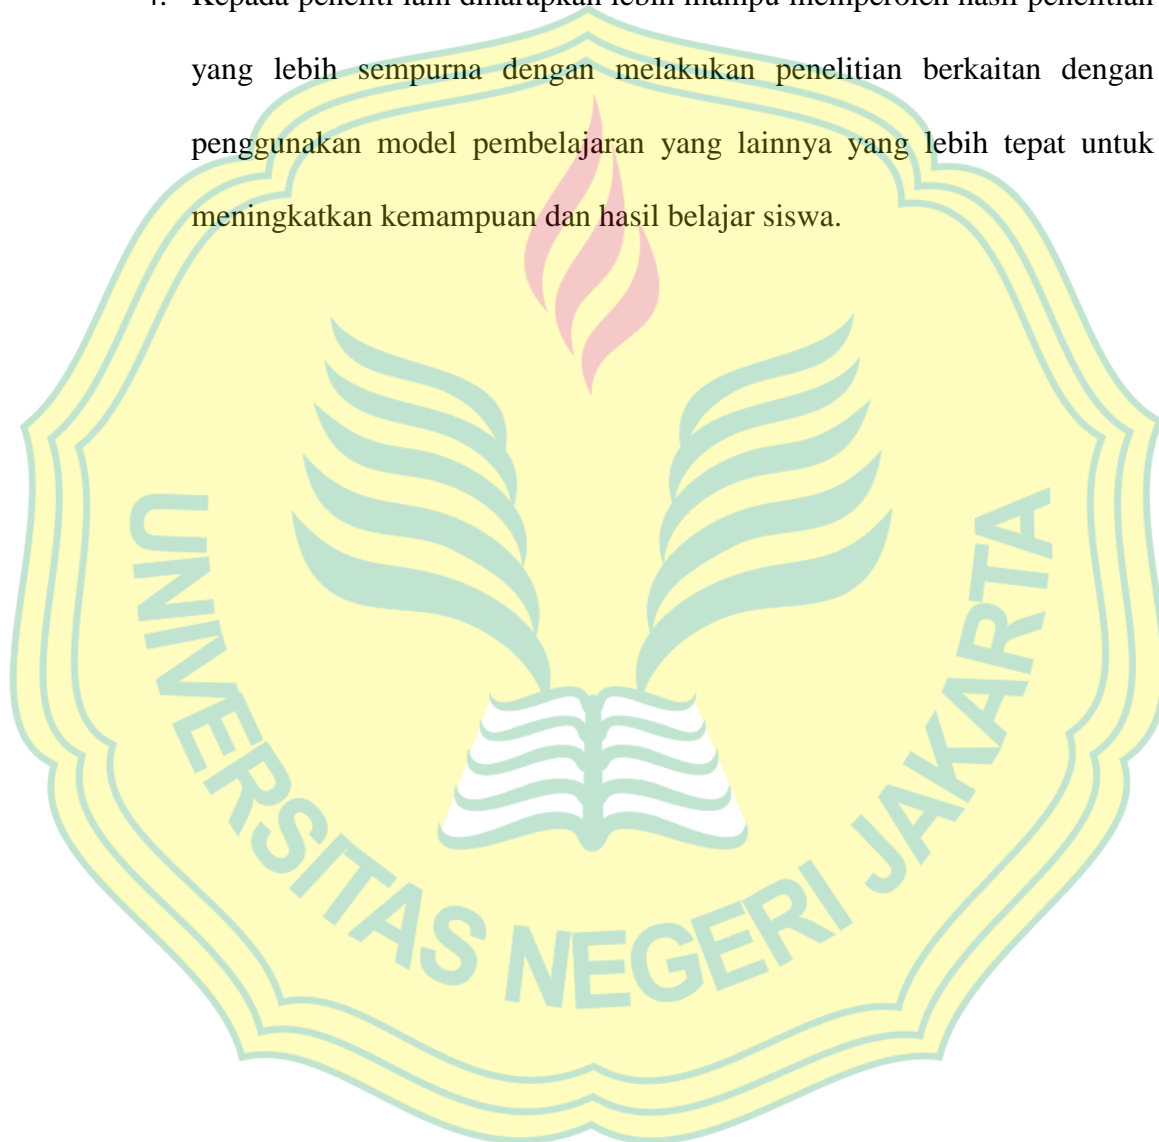 4. Kepada peneliti lain diharapkan lebih mampu memperoleh hasil penelitian
yang lebih sempurna dengan melakukan penelitian berkaitan dengan
penggunakan model pembelajaran yang lainnya yang lebih tepat untuk
meningkatkan kemampuan dan hasil belajar siswa.
UNIVERSITAS NEGERI JAKARTA